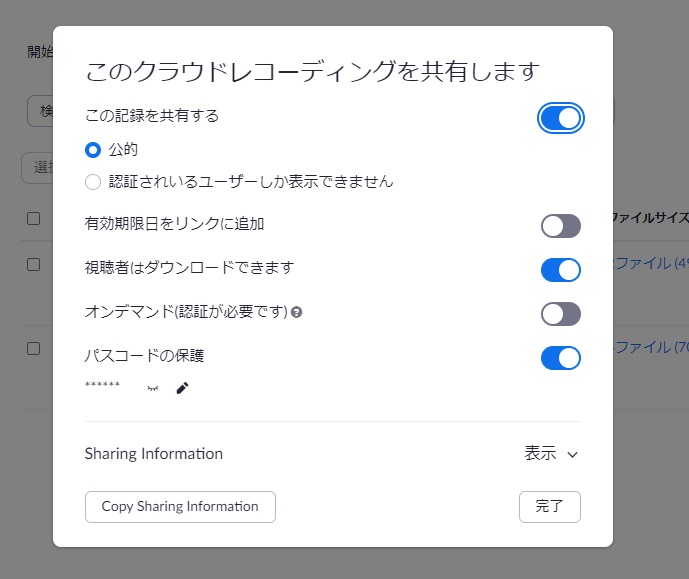 開始
このクラウドレコーディングを共有します
検
この記録を共有する
公的
選択
認証されいるユーザーしか表示できません
有効期限日をリンクに追加
ファイルサイズ
視聴者はダウンロードできます
ファイル (4
オンデマンド(認証が必要です)
パスコードの保護
ファイル (70
******
Sharing Information
表示
Copy Sharing Information
完了